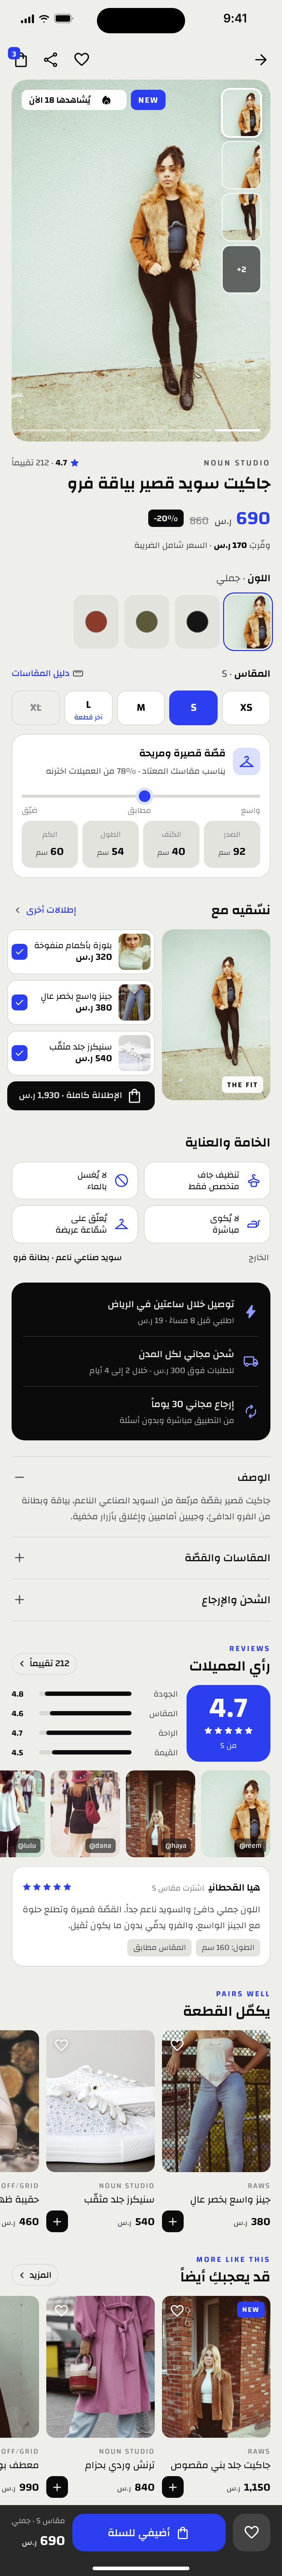 9:41
3
NEW
يُشاهدها 18 الآن
+2
NOUN STUDIO
4.7 · 212 تقييماً
جاكيت سويد قصير بياقة فرو
690 ر.س 860 -20%
وفّرتِ 170 ر.س · السعر شامل الضريبة
اللون · جملي
المقاس · S
دليل المقاسات
XS
S
M
L
آخر قطعة
XL
قصّة قصيرة ومريحة
يناسب مقاسك المعتاد · 78% من العميلات اخترنه
واسع
مطابق
ضيّق
الصدر
92 سم
الكتف
40 سم
الطول
54 سم
الكم
60 سم
نسّقيه مع
إطلالات أخرى
THE FIT
بلوزة بأكمام منفوخة
320 ر.س
جينز واسع بخصر عالٍ
380 ر.س
سنيكرز جلد مثقّب
540 ر.س
الإطلالة كاملة · 1,930 ر.س
الخامة والعناية
تنظيف جاف
متخصص فقط
لا يُغسل
بالماء
لا يُكوى
مباشرة
يُعلّق على
شمّاعة عريضة
الخارج
سويد صناعي ناعم · بطانة فرو
توصيل خلال ساعتين في الرياض
اطلبي قبل 8 مساءً · 19 ر.س
شحن مجاني لكل المدن
للطلبات فوق 300 ر.س · خلال 2 إلى 4 أيام
إرجاع مجاني 30 يوماً
من التطبيق مباشرة وبدون أسئلة
الوصف
جاكيت قصير بقصّة مربّعة من السويد الصناعي الناعم، بياقة وبطانة
من الفرو الدافئ، وجيبين أماميين وإغلاق بأزرار مخفية.
المقاسات والقصّة
الشحن والإرجاع
REVIEWS
رأي العميلات
212 تقييماً
4.7
من 5
الجودة 4.8
المقاس 4.6
الراحة 4.7
القيمة 4.5
@reem
@haya
@dana
@lulu
هيا القحطاني اشترت مقاس S
اللون جملي دافئ والسويد ناعم جداً. القصّة قصيرة وتطلع حلوة
مع الجينز الواسع، والفرو يدفّي بدون ما يكون ثقيل.
الطول: 160 سم
المقاس مطابق
PAIRS WELL
يكمّل القطعة
RAWS
جينز واسع بخصر عالٍ
380 ر.س
NOUN STUDIO
سنيكرز جلد مثقّب
540 ر.س
OFF/GRID
حقيبة ظه
460 ر.س
MORE LIKE THIS
قد يعجبكِ أيضاً
المزيد
NEW
RAWS
جاكيت جلد بني مقصوص
1,150 ر.س
NOUN STUDIO
ترنش وردي بحزام
840 ر.س
OFF/GRID
معطف بو
990 ر.س
أضيفي للسلة
مقاس S · جملي
690 ر.س